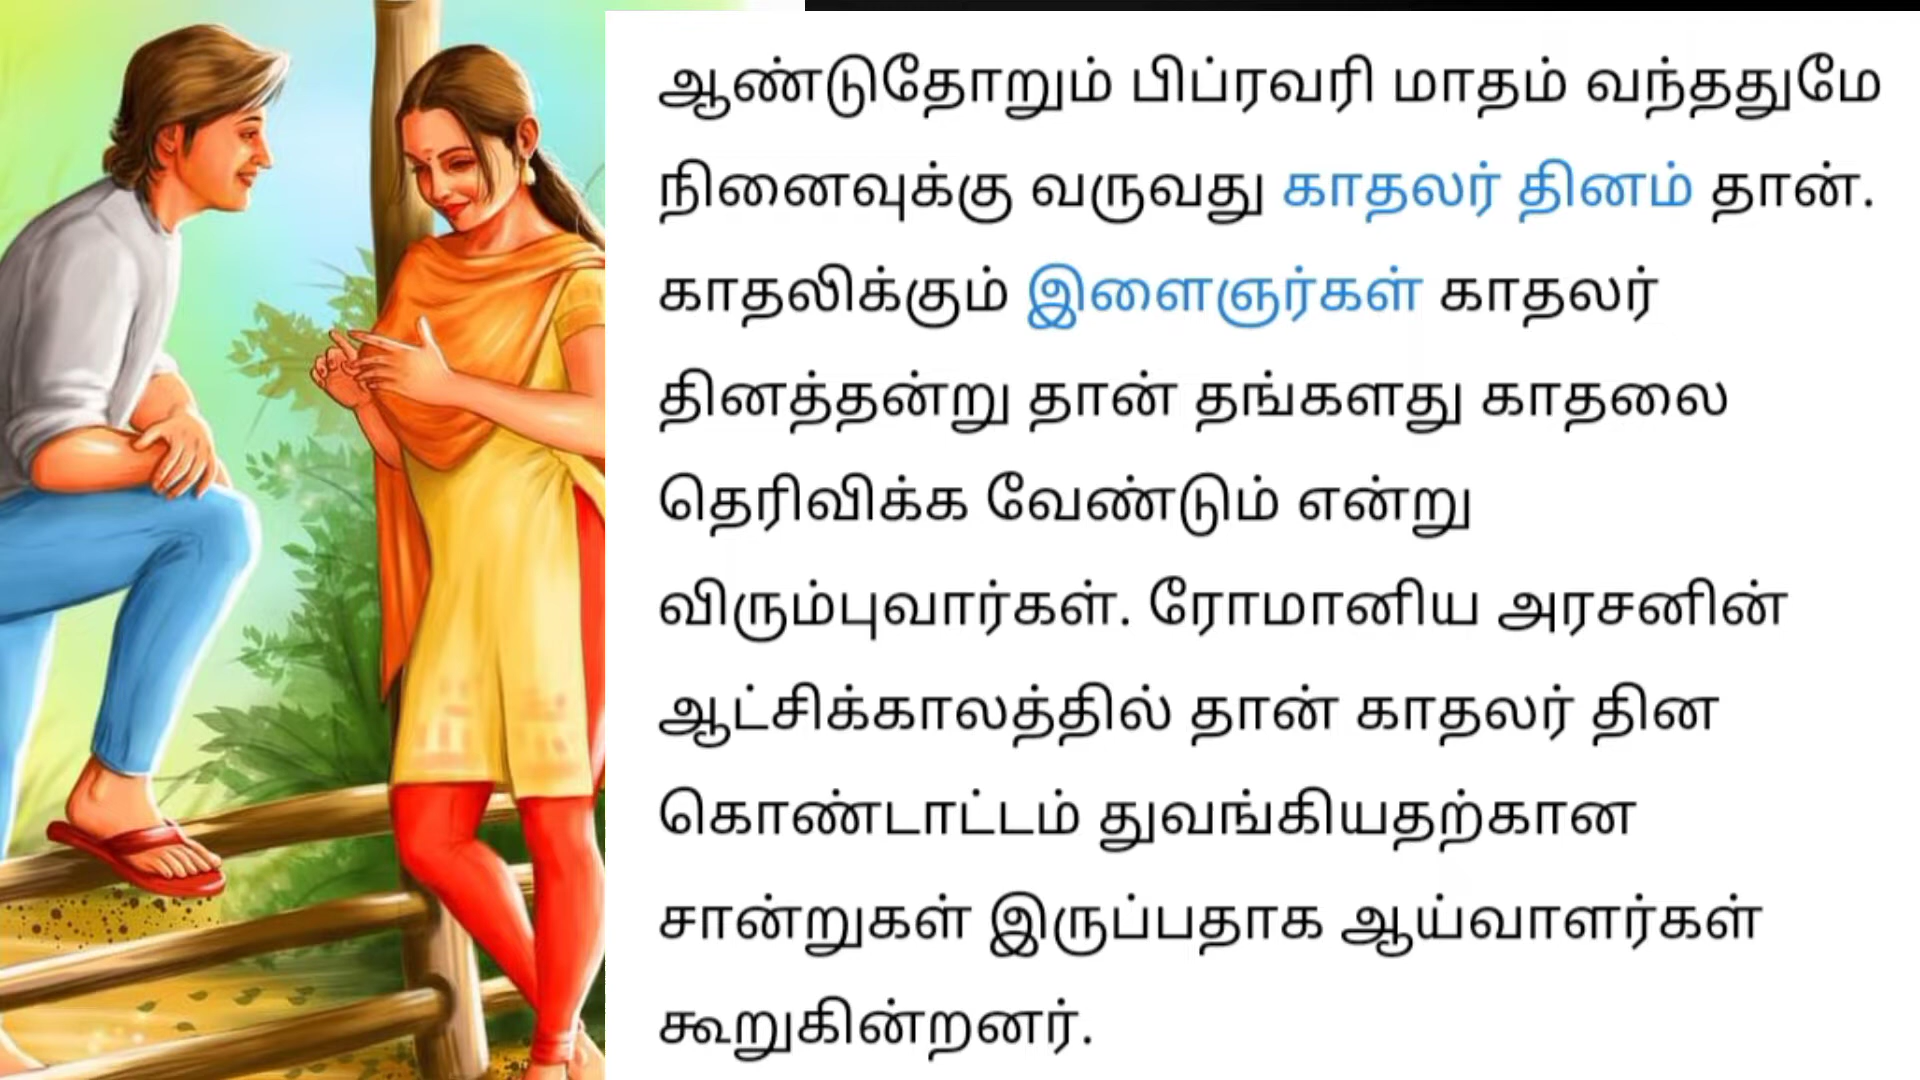 ஆண்டுதோறும் பிப்ரவரி மாதம் வந்ததுமே
நினைவுக்கு வருவது காதலர் தினம் தான்.
காதலிக்கும் இளைஞர்கள் காதலர்
தினத்தன்று தான் தங்களது காதலை
தெரிவிக்க வேண்டும் என்று
விரும்புவார்கள். ரோமானிய அரசனின்
ஆட்சிக்காலத்தில் தான் காதலர் தின
கொண்டாட்டம் துவங்கியதற்கான
சான்றுகள் இருப்பதாக ஆய்வாளர்கள்
கூறுகின்றனர்.